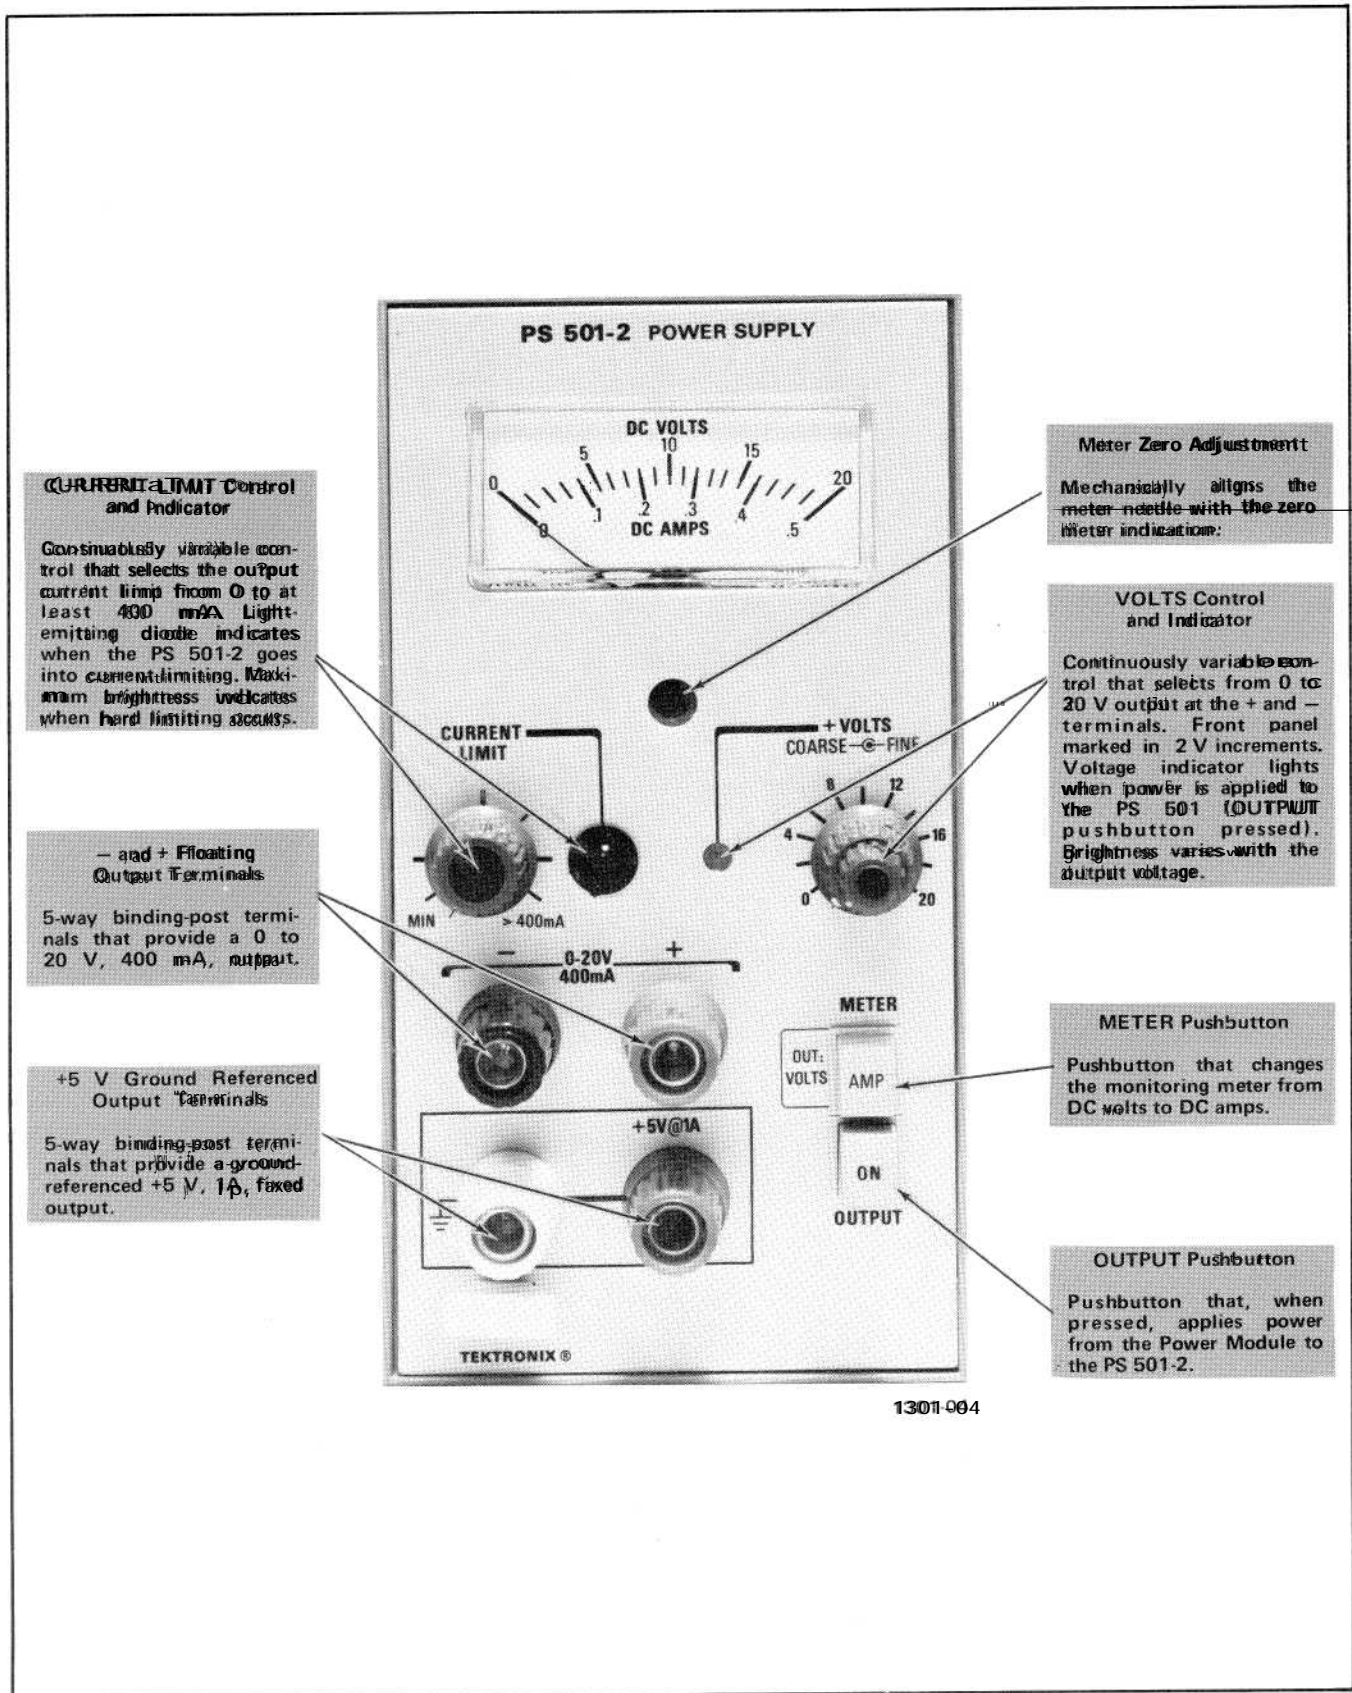 PS 501-2 POWER SUPPLY
DC VOLTS
0 5 10 15 20
0 .1 .2 .3 .4 .5
DC AMPS
CURRENT LIMIT Control
and Indicator
Continuously variable con-
trol that selects the output
current limit from 0 to at
least 400 mA. Light-
emitting diode indicates
when the PS 501-2 goes
into current limiting. Maxi-
mum brightness indicates
when hard limiting occurs.
— and + Floating
Output Terminals
5-way binding-post termi-
nals that provide a 0 to
20 V, 400 mA, output.
+5 V Ground Referenced
Output Terminals
5-way binding-post termi-
nals that provide a ground-
referenced +5 V, 1A, fixed
output.
CURRENT
LIMIT
MIN
> 400mA
+ VOLTS
COARSE FINE
0 4 8 12 16 20
— +
0-20V
400mA
METER
OUT:
VOLTS
AMP
+5V@1A
ON
OUTPUT
TEKTRONIX ®
Meter Zero Adjustment
Mechanically aligns the
meter needle with the zero
meter indication.
VOLTS Control
and Indicator
Continuously variable con-
trol that selects from 0 to
20 V output at the + and —
terminals. Front panel
marked in 2 V increments.
Voltage indicator lights
when power is applied to
the PS 501 (OUTPUT
pushbutton pressed).
Brightness varies with the
output voltage.
METER Pushbutton
Pushbutton that changes
the monitoring meter from
DC volts to DC amps.
OUTPUT Pushbutton
Pushbutton that, when
pressed, applies power
from the Power Module to
the PS 501-2.
1301-04